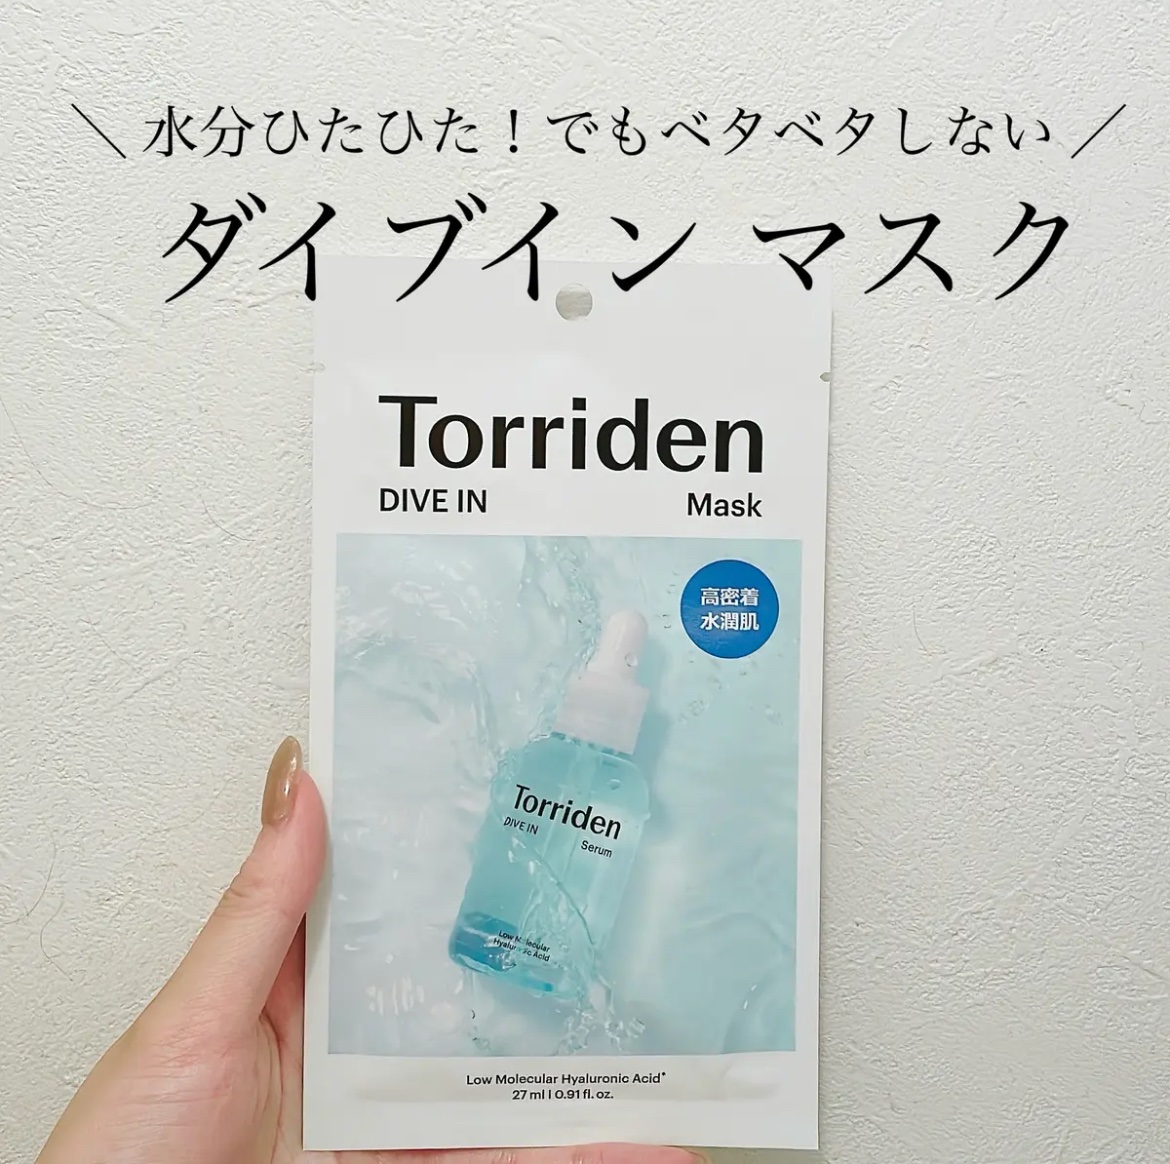 ＼ 水分ひたひた！でもベタベタしない ／
ダイブイン マスク
Torriden
DIVE IN Mask
高密着
水潤肌
Torriden
DIVE IN
Serum
Low Molecular
Hyaluronic Acid
Low Molecular Hyaluronic Acid*
27 ml | 0.91 fl. oz.